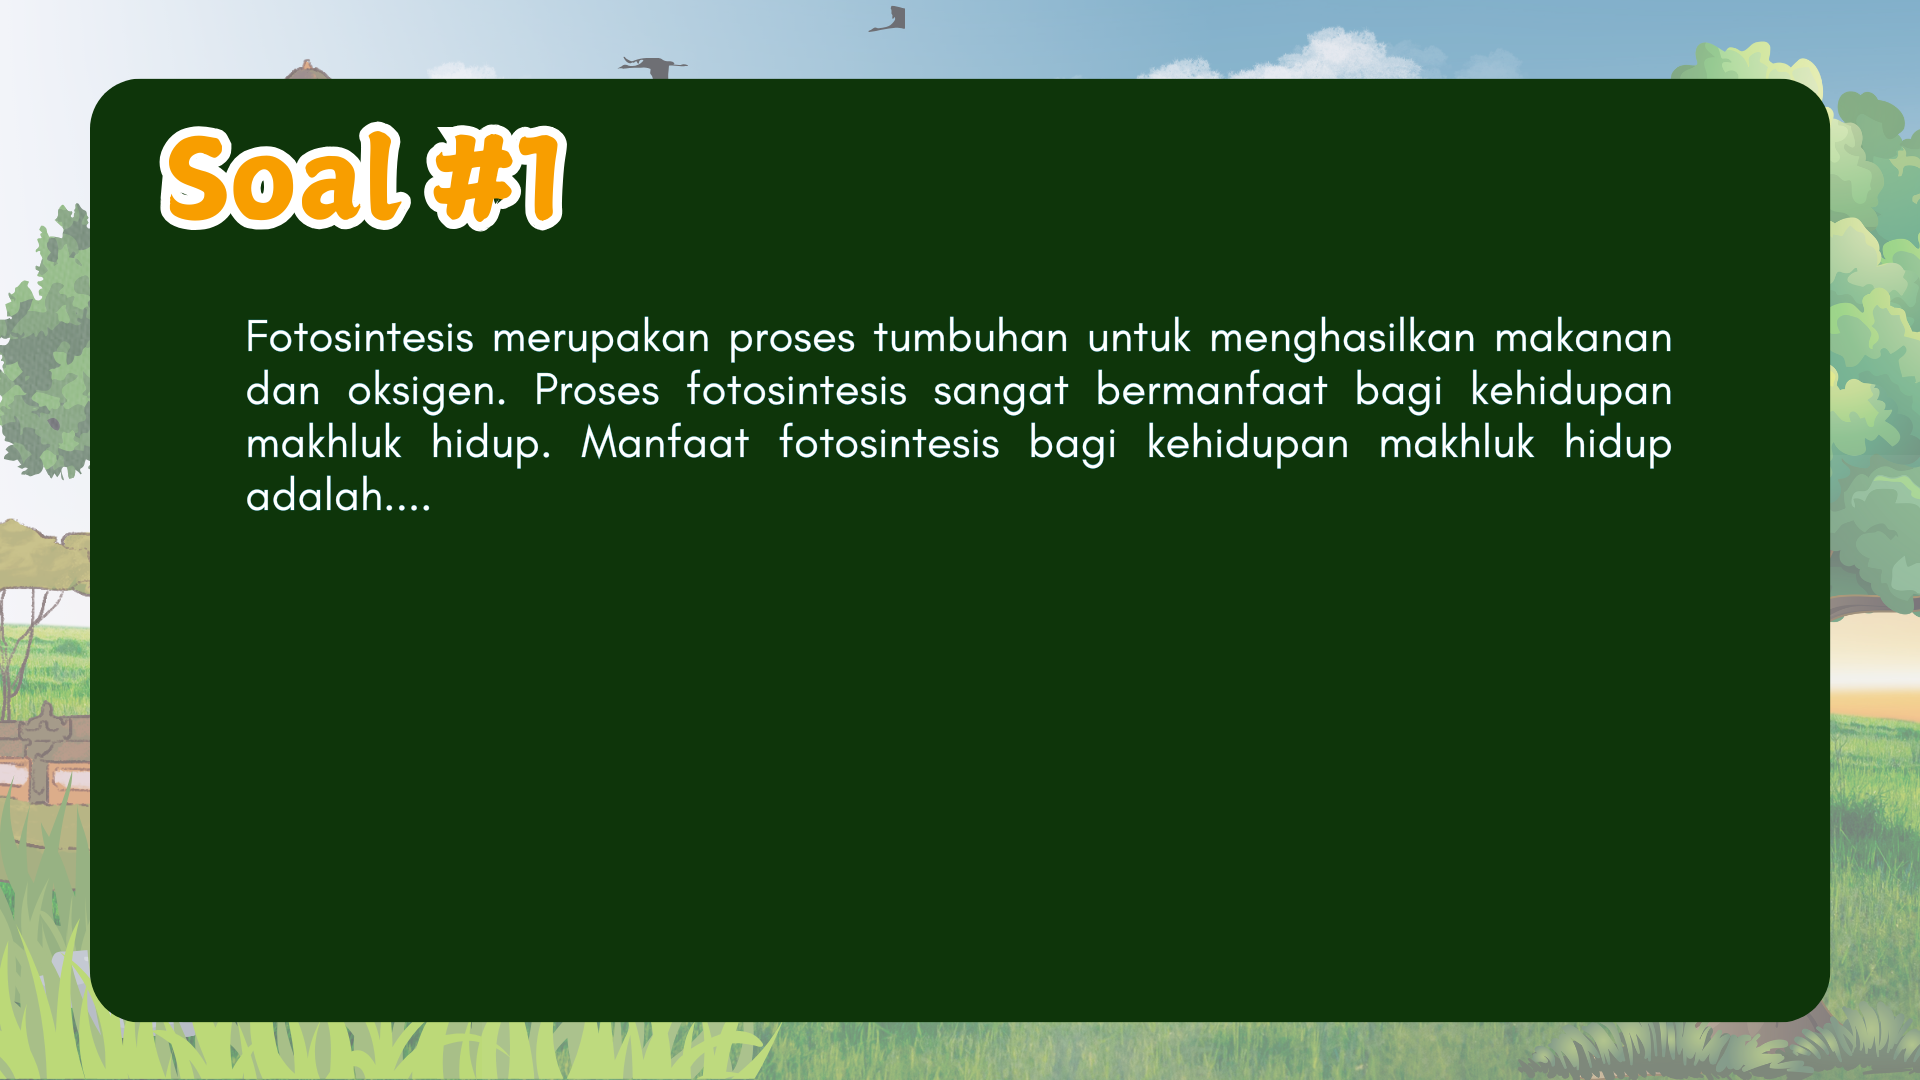 Soal #1
Fotosintesis merupakan proses tumbuhan untuk menghasilkan makanan
dan oksigen. Proses fotosintesis sangat bermanfaat bagi kehidupan
makhluk hidup. Manfaat fotosintesis bagi kehidupan makhluk hidup
adalah....